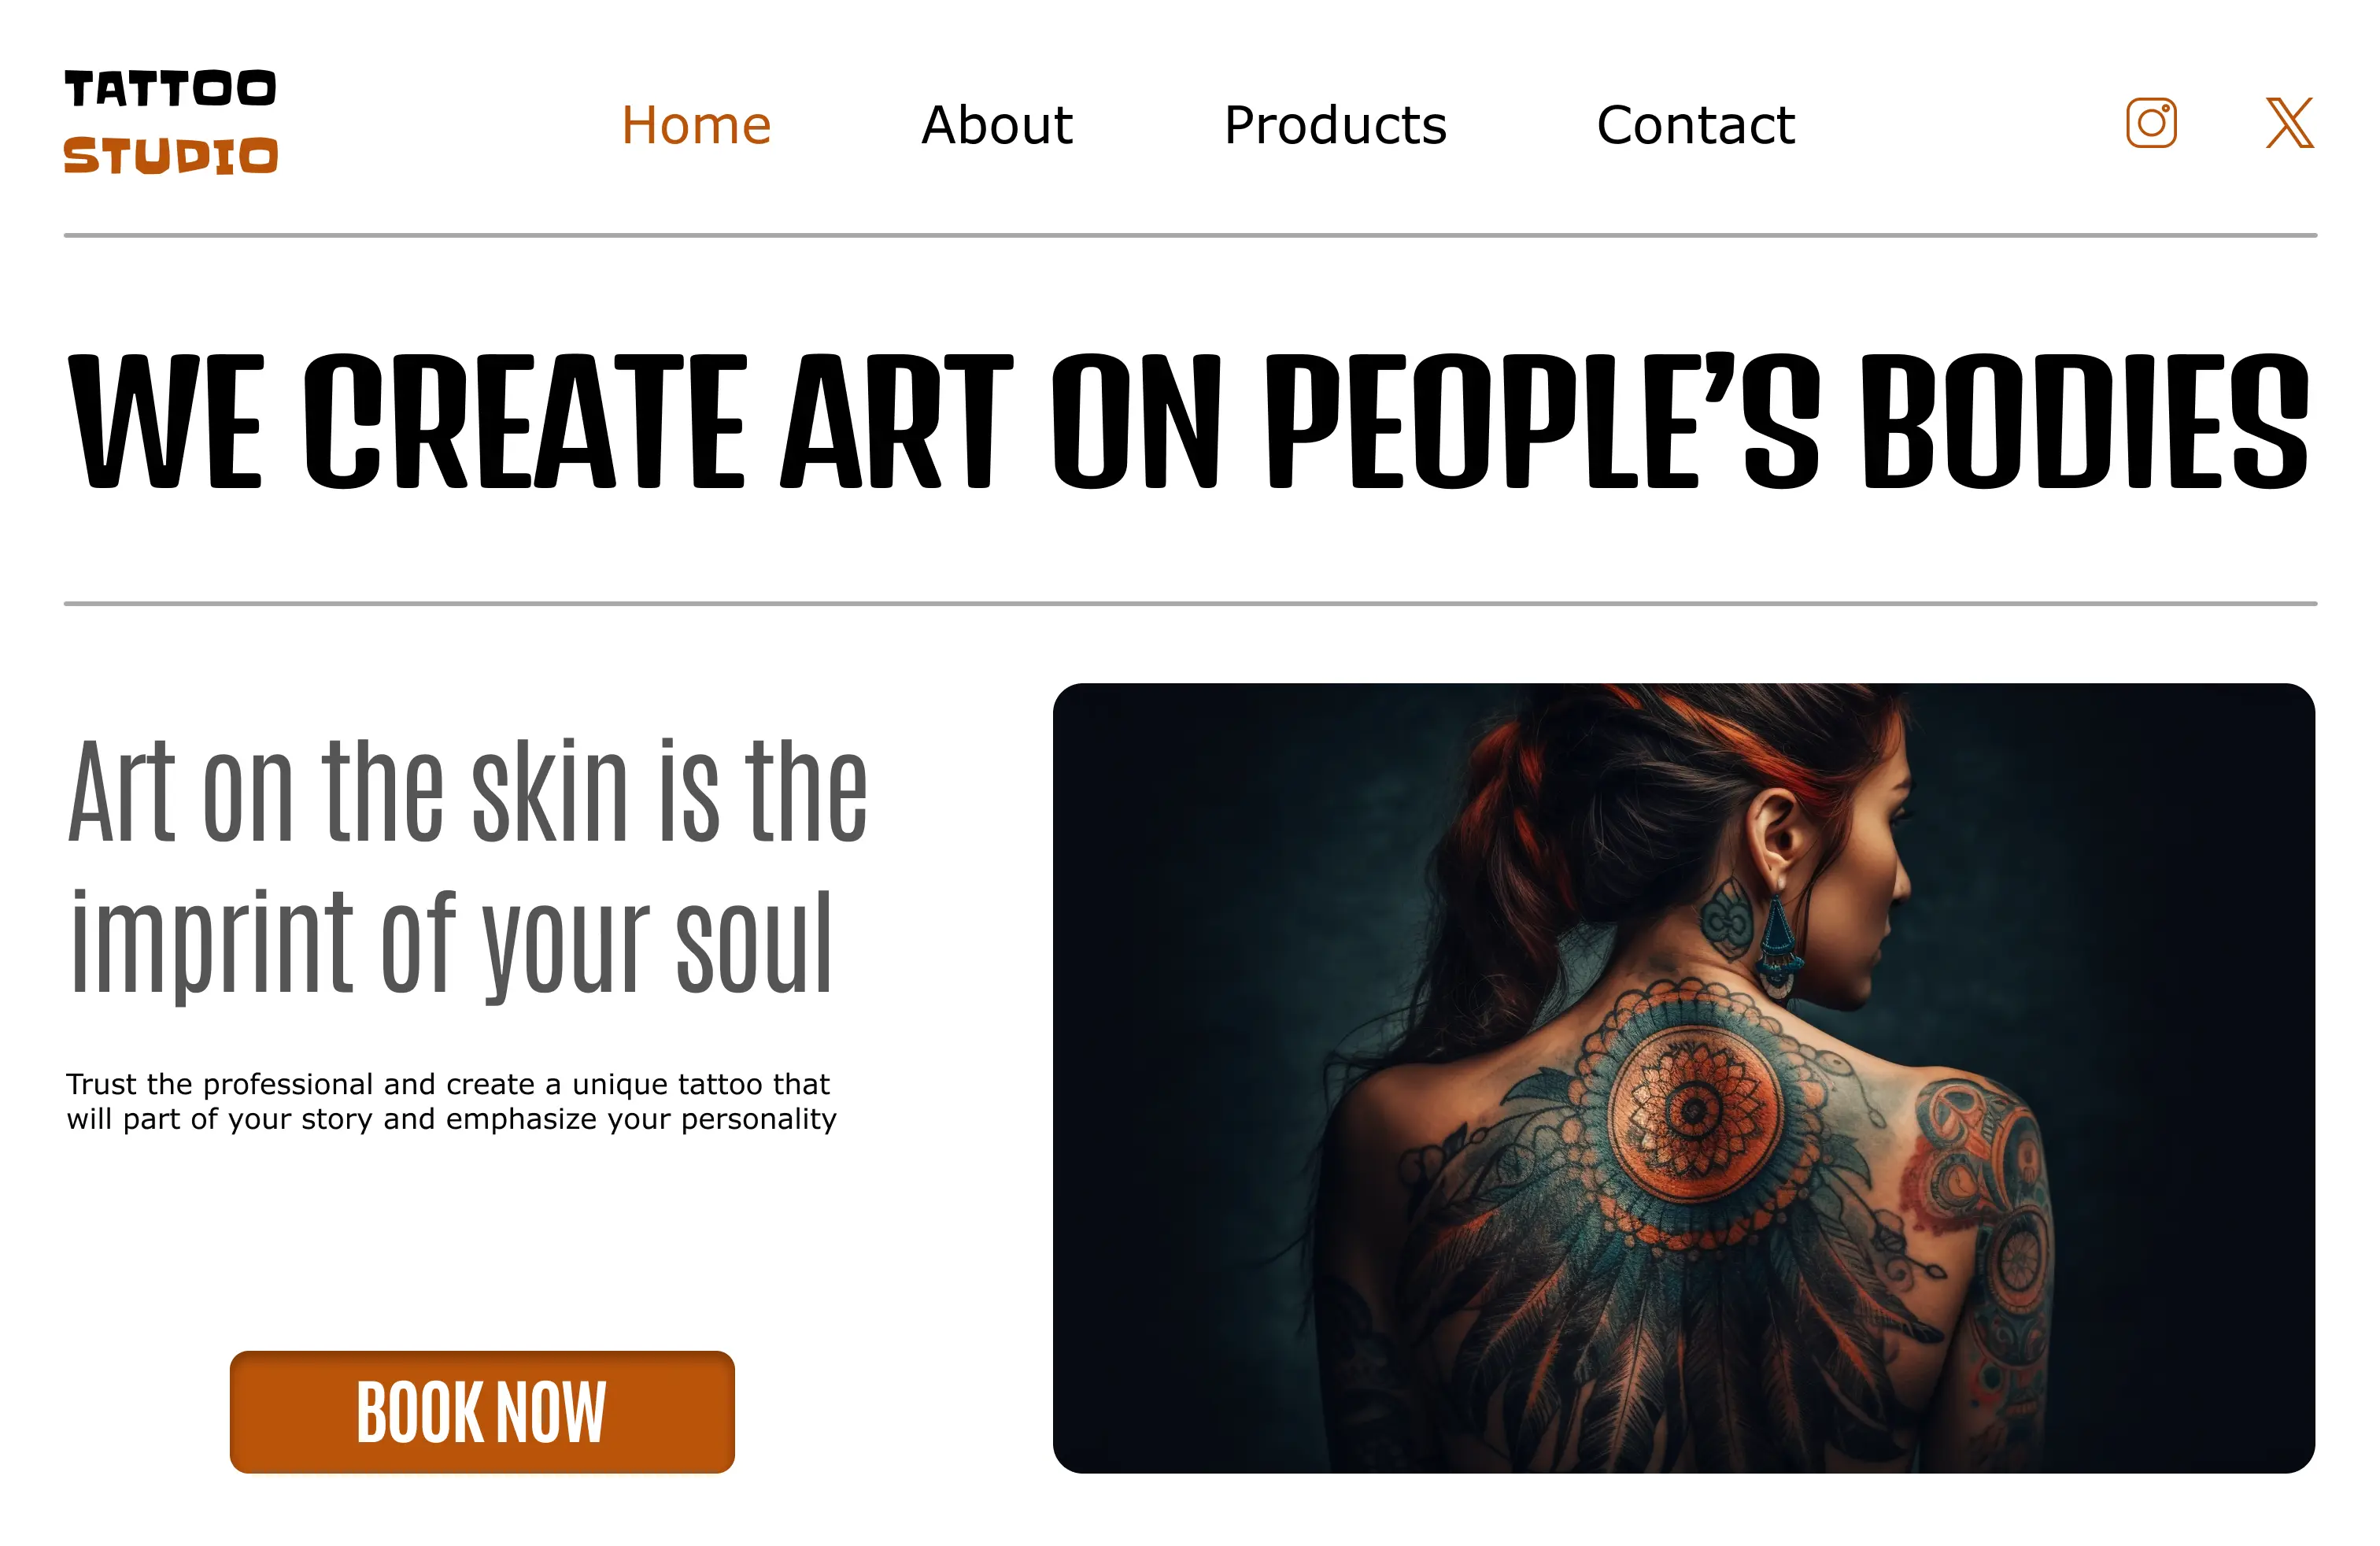 TATTOO
STUDIO
Home About Products Contact
WE CREATE ART ON PEOPLE’S BODIES
Art on the skin is the
imprint of your soul
Trust the professional and create a unique tattoo that
will part of your story and emphasize your personality
BOOK NOW